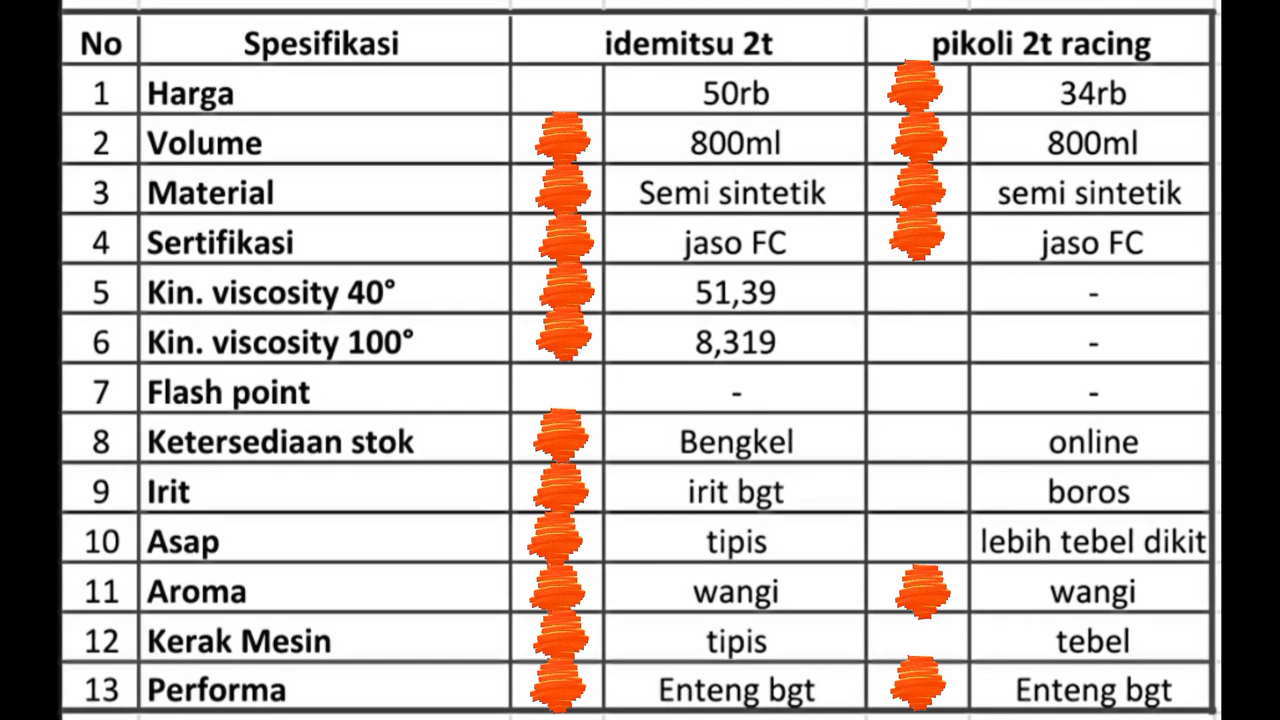 No Spesifikasi idemitsu 2t pikoli 2t racing
1 Harga 50rb 34rb
2 Volume 800ml 800ml
3 Material Semi sintetik semi sintetik
4 Sertifikasi jaso FC jaso FC
5 Kin. viscosity 40° 51,39 -
6 Kin. viscosity 100° 8,319 -
7 Flash point - -
8 Ketersediaan stok Bengkel online
9 Irit irit bgt boros
10 Asap tipis lebih tebel dikit
11 Aroma wangi wangi
12 Kerak Mesin tipis tebel
13 Performa Enteng bgt Enteng bgt